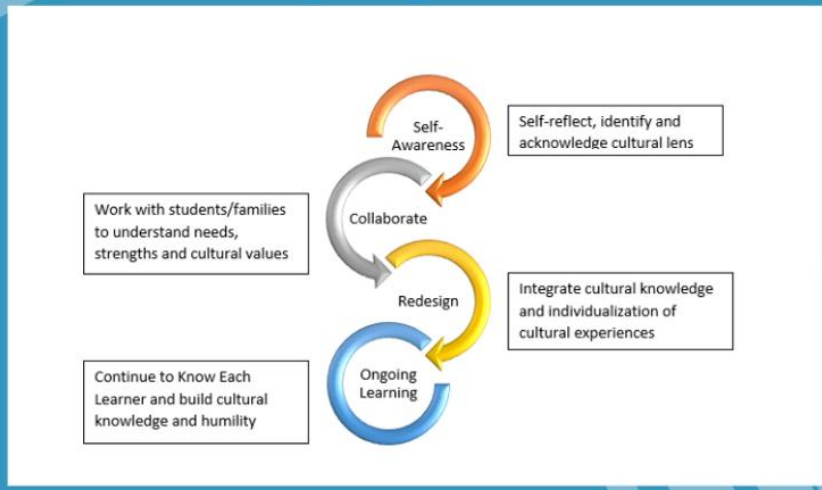 Self-
Awareness
Self-reflect, identify and
acknowledge cultural lens
Collaborate
Work with students/families
to understand needs,
strengths and cultural values
Redesign
Integrate cultural knowledge
and individualization of
cultural experiences
Ongoing
Learning
Continue to Know Each
Learner and build cultural
knowledge and humility